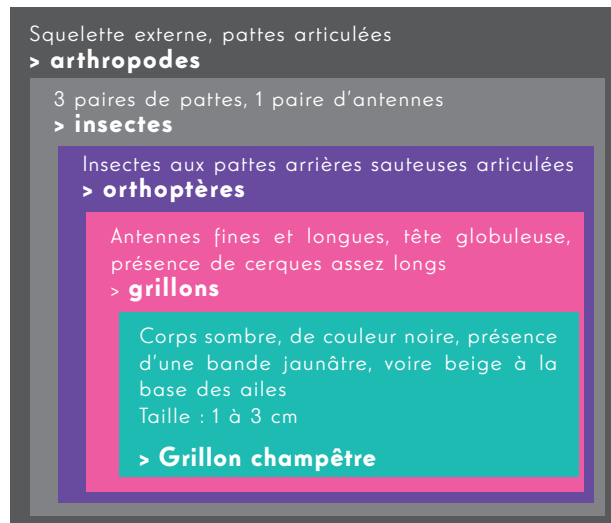 Squelette externe, pattes articulées
> arthropodes
3 paires de pattes, 1 paire d'antennes
> insectes
Insectes aux pattes arrières sauteuses articulées
> orthoptères
Antennes fines et longues, tête globuleuse,
présence de cerques assez longs
> grillons
Corps sombre, de couleur noire, présence
d'une bande jaunâtre, voire beige à la
base des ailes
Taille : 1 à 3 cm
> Grillon champêtre